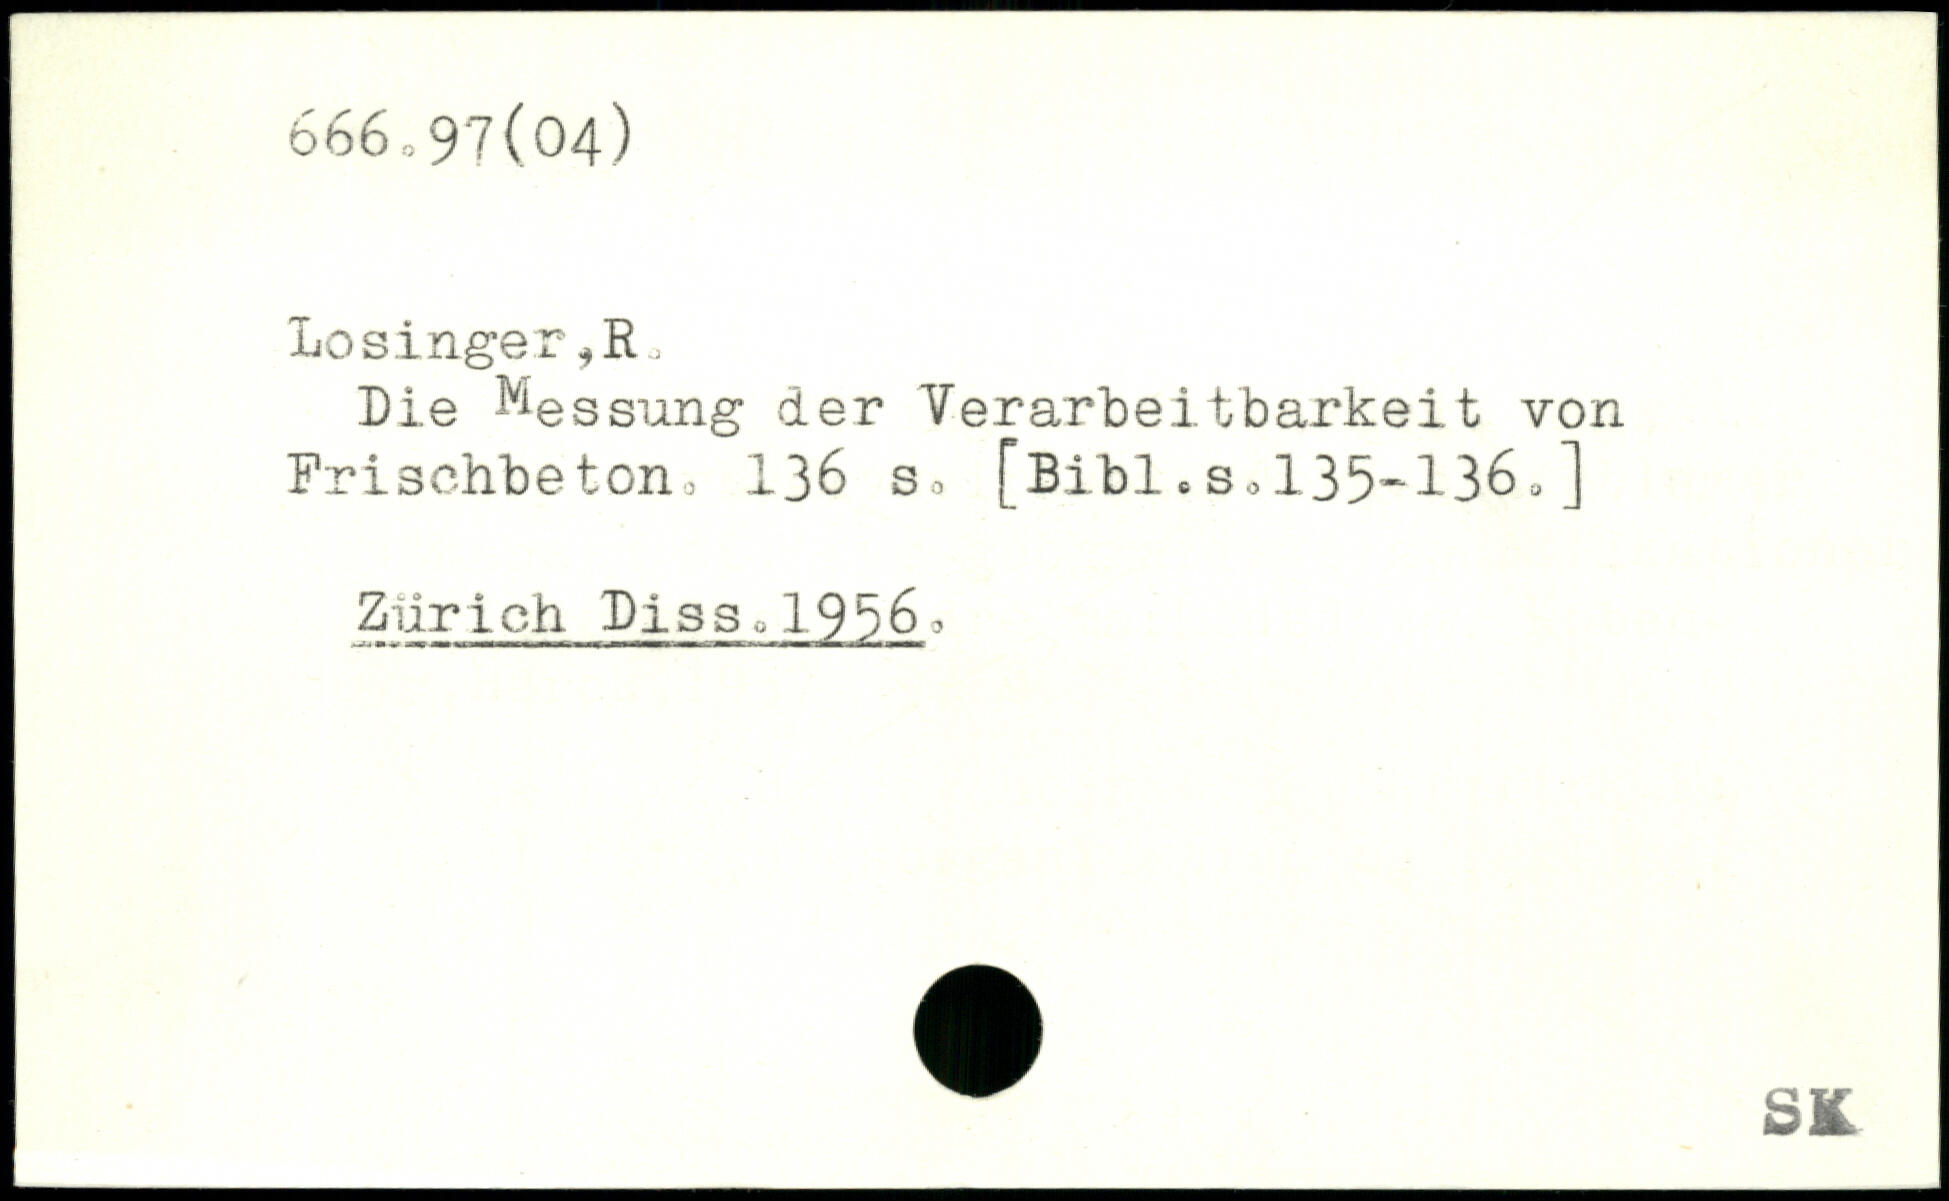 666.97(04)
Losinger,R.
Die Messung der Verarbeitbarkeit von
Frischbeton. 136 s. [Bibl.s.135-136.]
Zürich Diss.1956.
SK